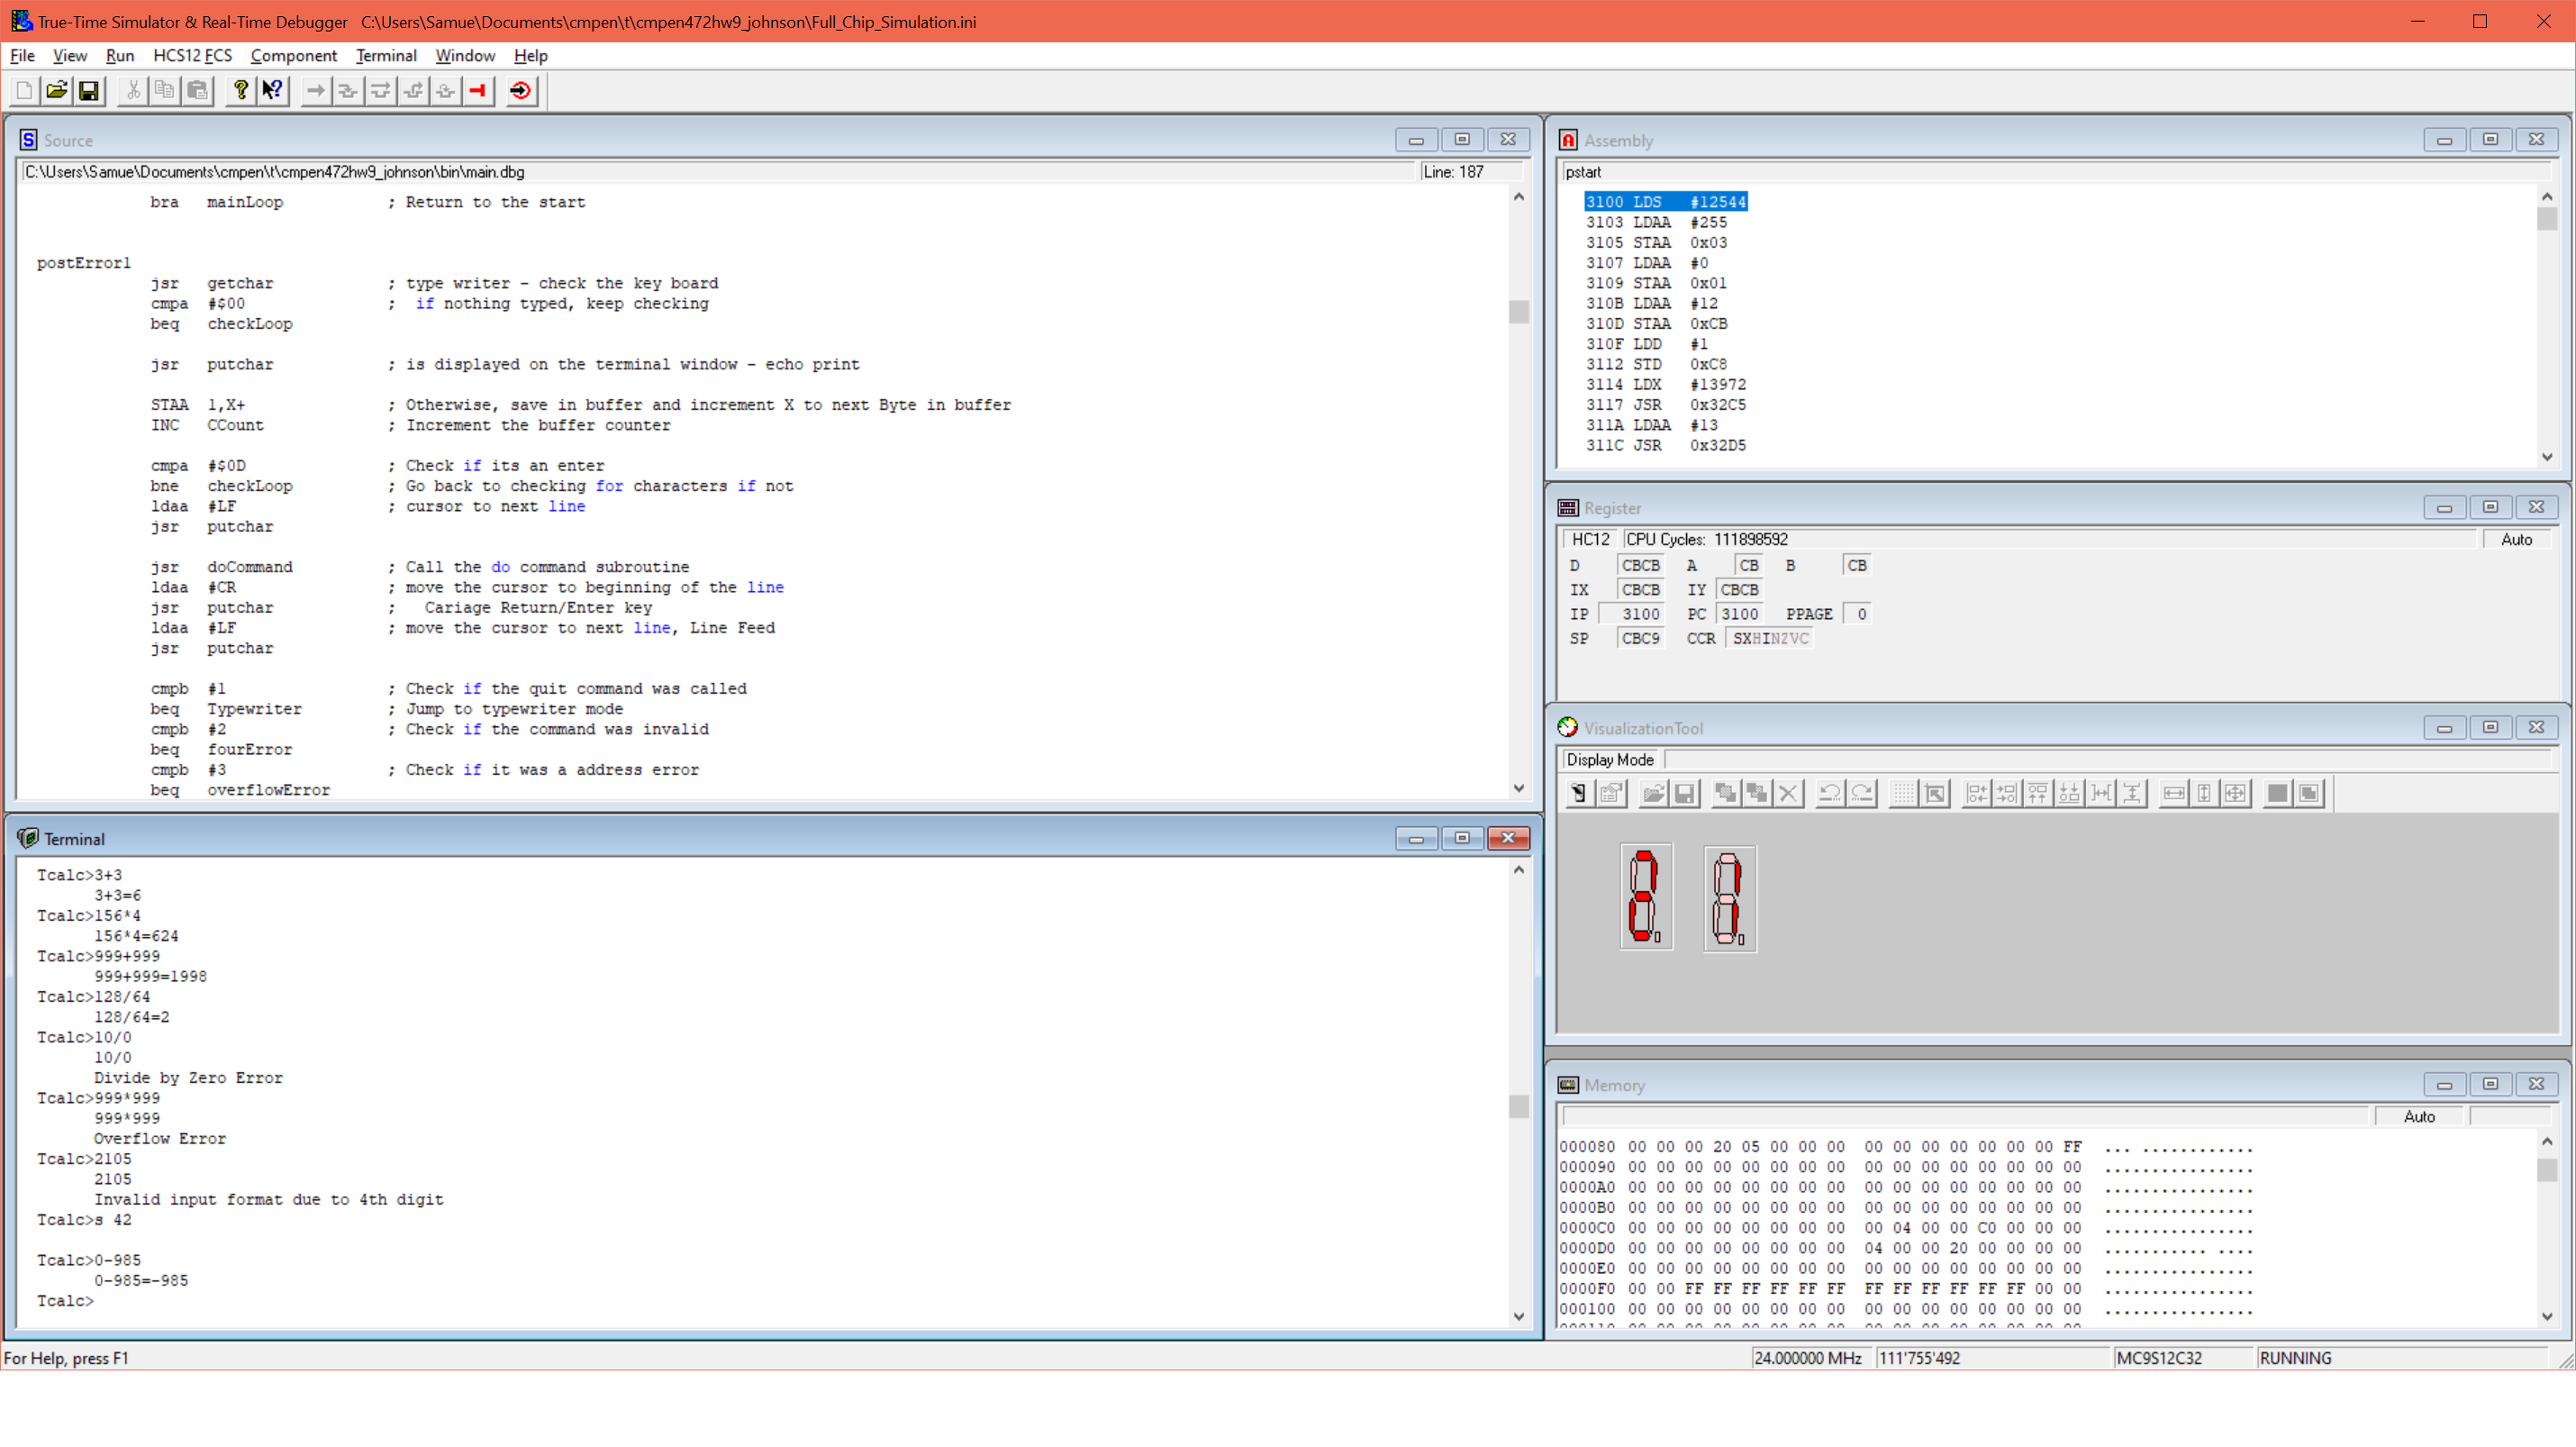 True-Time Simulator & Real-Time Debugger C:\Users\Samue\Documents\cmpen\t\cmpen472hw9_johnson\Full_Chip_Simulation.ini
File View Run HCS12 FCS Component Terminal Window Help
Source
C:\Users\Samue\Documents\cmpen\t\cmpen472hw9_johnson\bin\main.dbg Line: 187
bra mainLoop ; Return to the start
postError1
jsr getchar ; type writer - check the key board
cmpa #$00 ; if nothing typed, keep checking
beq checkLoop
jsr putchar ; is displayed on the terminal window - echo print
STAA 1,X+ ; Otherwise, save in buffer and increment X to next Byte in buffer
INC CCount ; Increment the buffer counter
cmpa #$0D ; Check if its an enter
bne checkLoop ; Go back to checking for characters if not
ldaa #LF ; cursor to next line
jsr putchar
jsr doCommand ; Call the do command subroutine
ldaa #CR ; move the cursor to beginning of the line
jsr putchar ; Cariage Return/Enter key
ldaa #LF ; move the cursor to next line, Line Feed
jsr putchar
cmpb #1 ; Check if the quit command was called
beq Typewriter ; Jump to typewriter mode
cmpb #2 ; Check if the command was invalid
beq fourError
cmpb #3 ; Check if it was a address error
beq overflowError
Terminal
Tcalc>3+3
3+3=6
Tcalc>156*4
156*4=624
Tcalc>999+999
999+999=1998
Tcalc>128/64
128/64=2
Tcalc>10/0
10/0
Divide by Zero Error
Tcalc>999*999
999*999
Overflow Error
Tcalc>2105
2105
Invalid input format due to 4th digit
Tcalc>s 42
Tcalc>0-985
0-985=-985
Tcalc>
Assembly
pstart
3100 LDS #12544
3103 LDAA #255
3105 STAA 0x03
3107 LDAA #0
3109 STAA 0x01
310B LDAA #12
310D STAA 0xCB
310F LDD #1
3112 STD 0xC8
3114 LDX #13972
3117 JSR 0x32C5
311A LDAA #13
311C JSR 0x32D5
Register
HC12 CPU Cycles: 111898592 Auto
D CBCB A CB B CB
IX CBCB IY CBCB
IP 3100 PC 3100 PPAGE 0
SP CBC9 CCR SXHINZVC
VisualizationTool
Display Mode
Memory
Auto
000080 00 00 00 20 05 00 00 00 00 00 00 00 00 00 00 FF ... ............
000090 00 00 00 00 00 00 00 00 00 00 00 00 00 00 00 00 ................
0000A0 00 00 00 00 00 00 00 00 00 00 00 00 00 00 00 00 ................
0000B0 00 00 00 00 00 00 00 00 00 00 00 00 00 00 00 00 ................
0000C0 00 00 00 00 00 00 00 00 00 04 00 00 C0 00 00 00 ................
0000D0 00 00 00 00 00 00 00 00 04 00 00 20 00 00 00 00 ........... ....
0000E0 00 00 00 00 00 00 00 00 00 00 00 00 00 00 00 00 ................
0000F0 00 00 FF FF FF FF FF FF FF FF FF FF FF FF 00 00 ................
000100 00 00 00 00 00 00 00 00 00 00 00 00 00 00 00 00 ................
For Help, press F1 24.000000 MHz 111'755'492 MC9S12C32 RUNNING